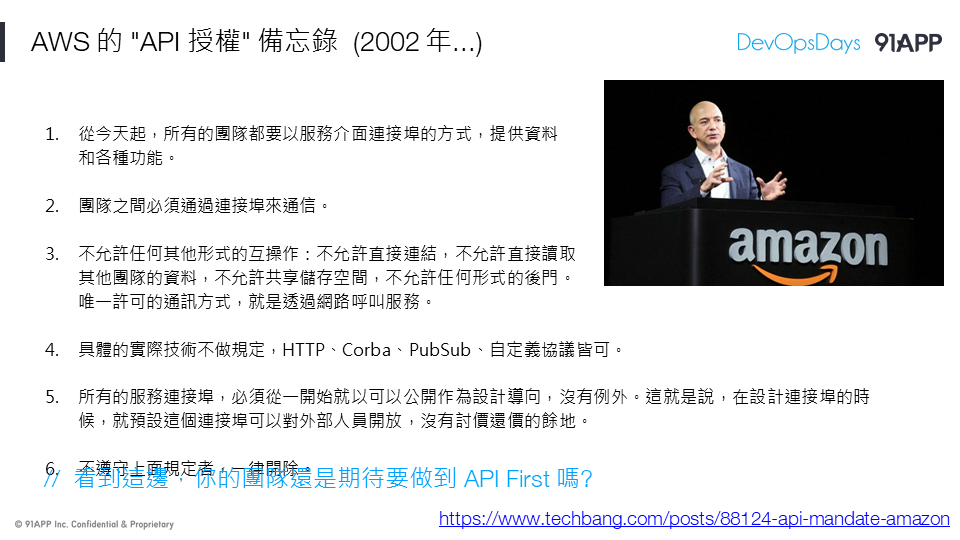 AWS 的 "API 授權" 備忘錄 (2002 年...)
DevOpsDays 91APP
1. 從今天起，所有的團隊都要以服務介面連接埠的方式，提供資料
和各種功能。
2. 團隊之間必須通過連接埠來通信。
3. 不允許任何其他形式的互操作：不允許直接連結，不允許直接讀取
其他團隊的資料，不允許共享儲存空間，不允許任何形式的後門。
唯一許可的通訊方式，就是透過網路呼叫服務。
amazon
4. 具體的實際技術不做規定，HTTP、Corba、PubSub、自定義協議皆可。
5. 所有的服務連接埠，必須從一開始就以可以公開作為設計導向，沒有例外。這就是說，在設計連接埠的時
候，就預設這個連接埠可以對外部人員開放，沒有討價還價的餘地。
6. 不遵守上面規定者，一律開除。
// 看到這邊，你的團隊還是期待要做到 API First 嗎?
https://www.techbang.com/posts/88124-api-mandate-amazon
© 91APP Inc. Confidential & Proprietary